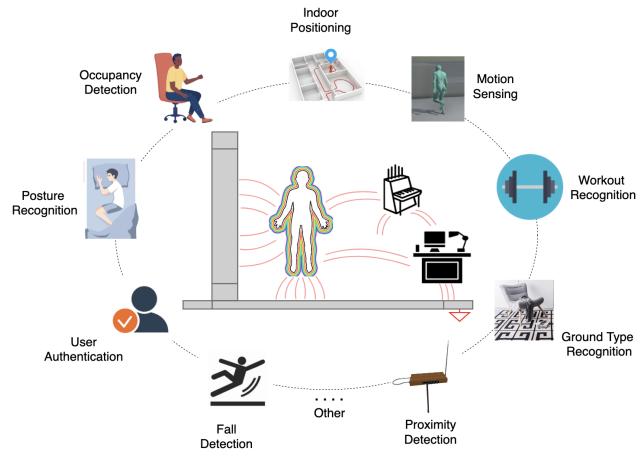 Indoor
Positioning
Occupancy
Detection
Motion
Sensing
Posture
Recognition
Workout
Recognition
User
Authentication
Ground Type
Recognition
Fall
Detection
....
Other
Proximity
Detection